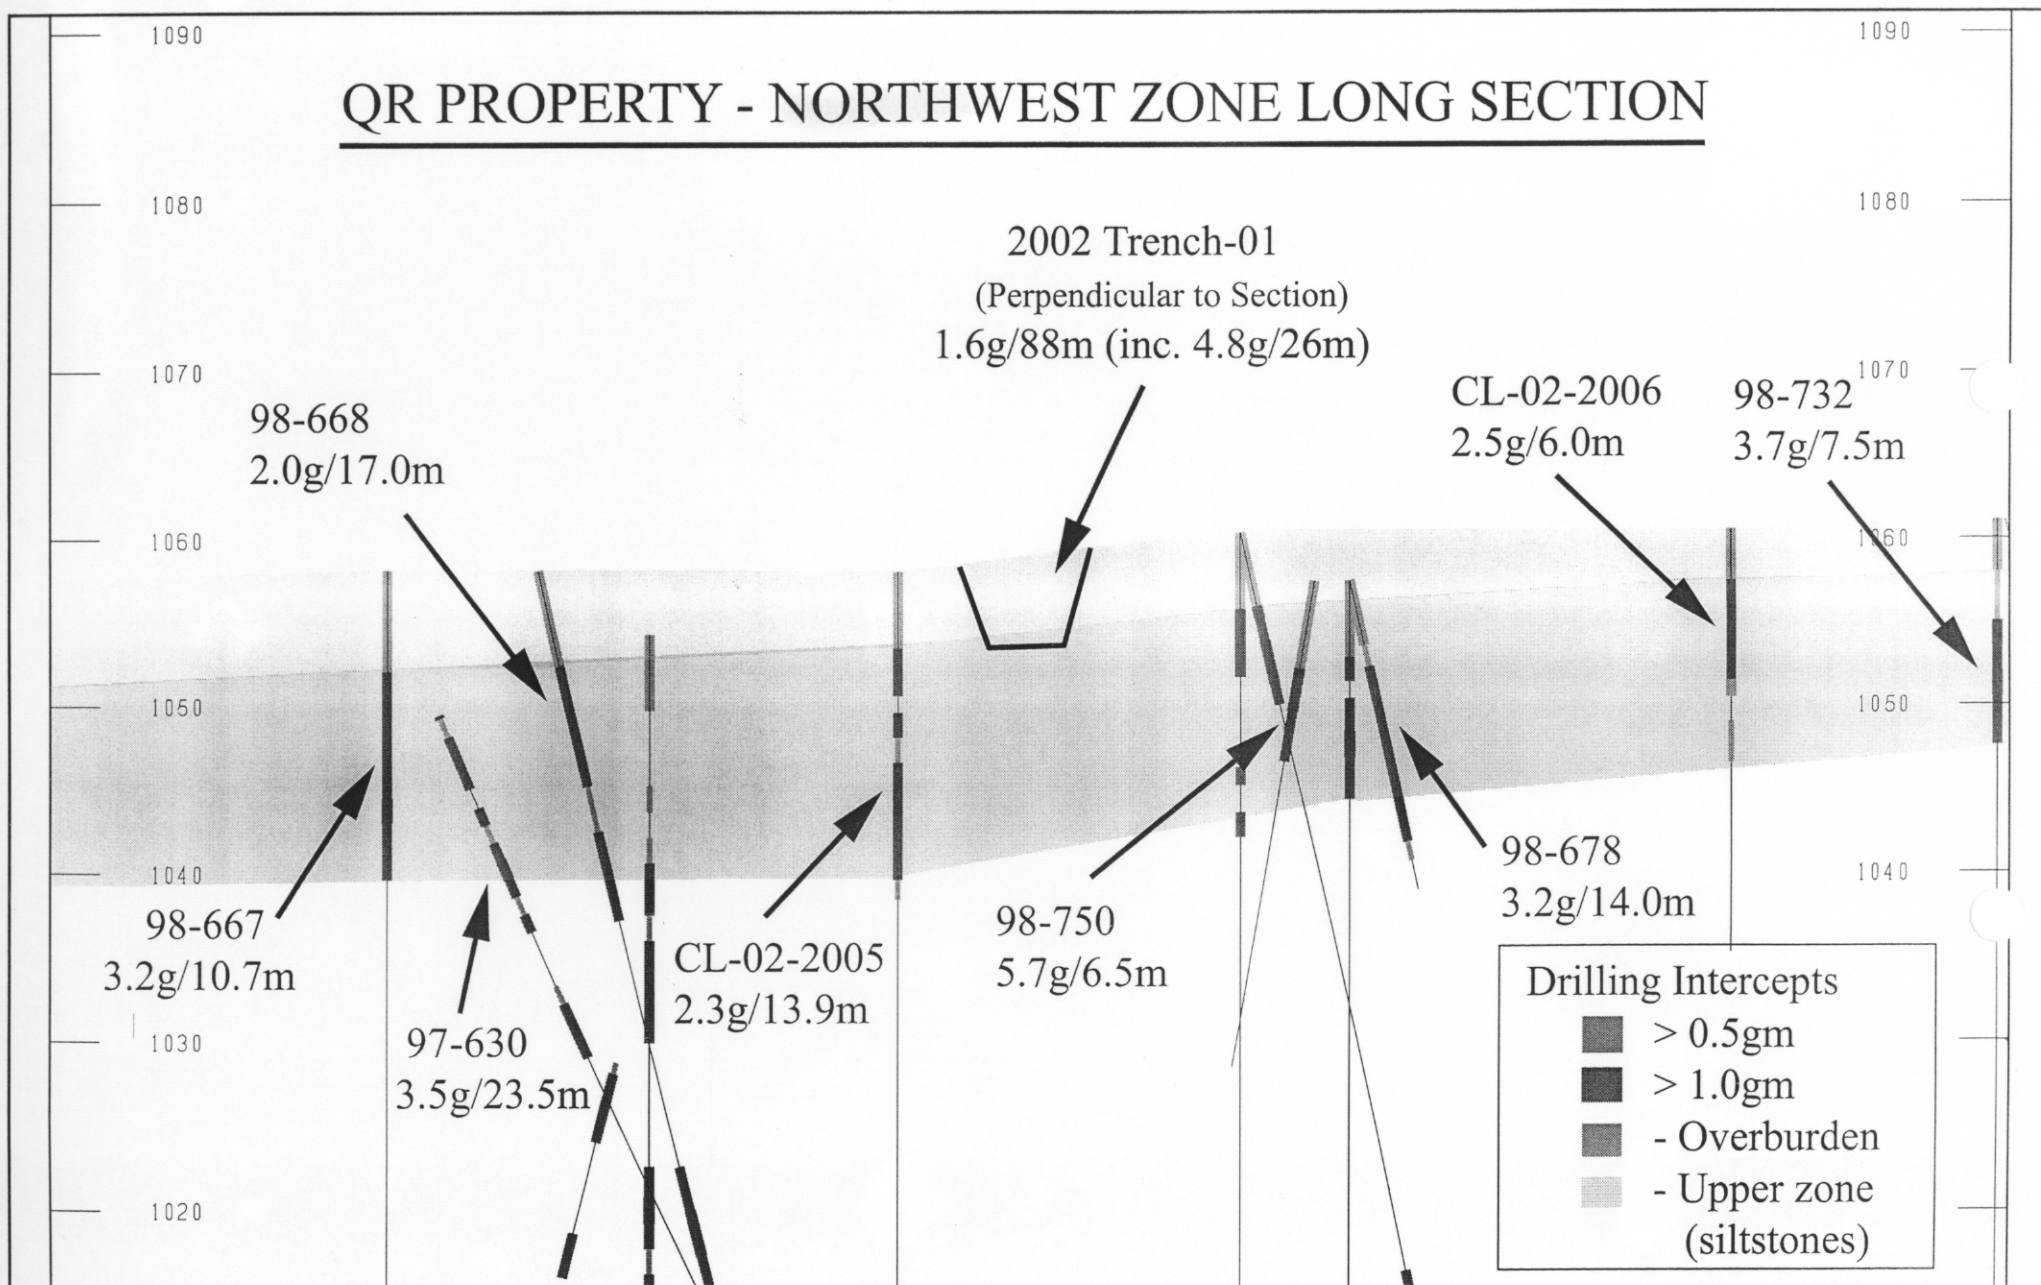 1090
1090
QR PROPERTY - NORTHWEST ZONE LONG SECTION
1080
1080
2002 Trench-01
(Perpendicular to Section)
1.6g/88m (inc. 4.8g/26m)
1070
1070
98-668
2.0g/17.0m
CL-02-2006
2.5g/6.0m
98-732
3.7g/7.5m
1060
1060
1050
1050
1040
1040
98-667
3.2g/10.7m
97-630
3.5g/23.5m
CL-02-2005
2.3g/13.9m
98-750
5.7g/6.5m
98-678
3.2g/14.0m
1030
1020
Drilling Intercepts
> 0.5gm
> 1.0gm
- Overburden
- Upper zone
(siltstones)